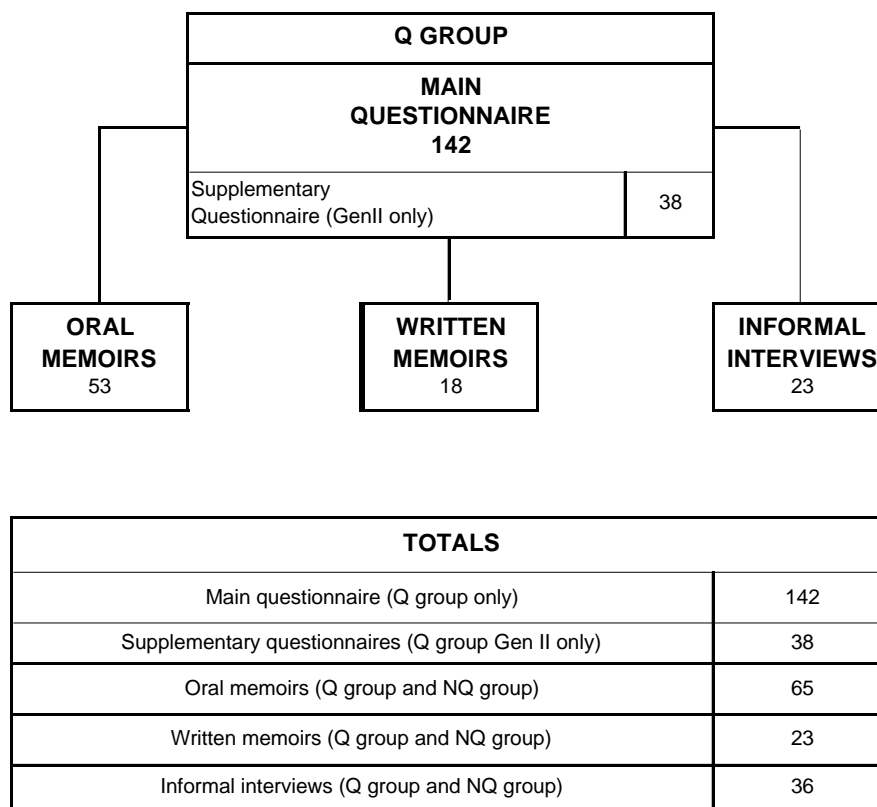 Q GROUP
MAIN
QUESTIONNAIRE
142
Supplementary
Questionnaire (GenII only)
38
ORAL
MEMOIRS
53
WRITTEN
MEMOIRS
18
INFORMAL
INTERVIEWS
23
TOTALS
Main questionnaire (Q group only) 142
Supplementary questionnaires (Q group Gen II only) 38
Oral memoirs (Q group and NQ group) 65
Written memoirs (Q group and NQ group) 23
Informal interviews (Q group and NQ group) 36